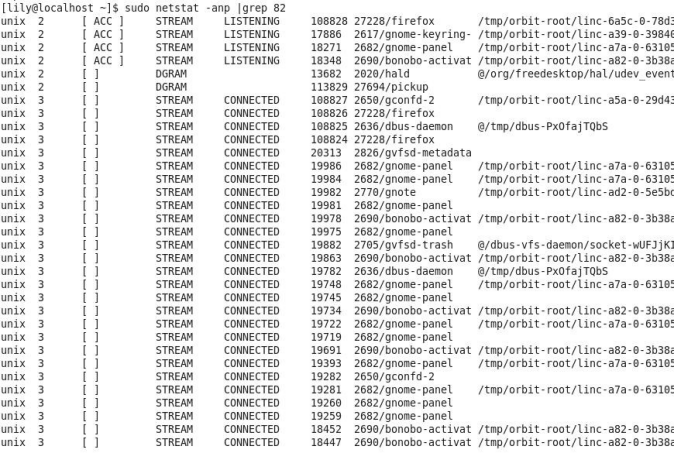 [lily@localhost ~]$ sudo netstat -anp |grep 82
unix 2 [ ACC ] STREAM LISTENING 108828 27228/firefox /tmp/orbit-root/linc-6a5c-0-78d3
unix 2 [ ACC ] STREAM LISTENING 17886 2617/gnome-keyring- /tmp/orbit-root/linc-a39-0-39840
unix 2 [ ACC ] STREAM LISTENING 18271 2682/gnome-panel /tmp/orbit-root/linc-a7a-0-63105
unix 2 [ ACC ] STREAM LISTENING 18348 2690/bonobo-activat /tmp/orbit-root/linc-a82-0-3b38a
unix 2 [ ] DGRAM 13682 2020/hald @/org/freedesktop/hal/udev_event
unix 2 [ ] DGRAM 113829 27694/pickup
unix 3 [ ] STREAM CONNECTED 108827 2650/gconfd-2 /tmp/orbit-root/linc-a5a-0-29d43
unix 3 [ ] STREAM CONNECTED 108826 27228/firefox
unix 3 [ ] STREAM CONNECTED 108825 2636/dbus-daemon @/tmp/dbus-PxOfajTQbS
unix 3 [ ] STREAM CONNECTED 108824 27228/firefox
unix 3 [ ] STREAM CONNECTED 20313 2826/gvfsd-metadata
unix 3 [ ] STREAM CONNECTED 19986 2682/gnome-panel /tmp/orbit-root/linc-a7a-0-63105
unix 3 [ ] STREAM CONNECTED 19984 2682/gnome-panel /tmp/orbit-root/linc-a7a-0-63105
unix 3 [ ] STREAM CONNECTED 19982 2770/gnote /tmp/orbit-root/linc-ad2-0-5e5bd
unix 3 [ ] STREAM CONNECTED 19981 2682/gnome-panel
unix 3 [ ] STREAM CONNECTED 19978 2690/bonobo-activat /tmp/orbit-root/linc-a82-0-3b38a
unix 3 [ ] STREAM CONNECTED 19975 2682/gnome-panel
unix 3 [ ] STREAM CONNECTED 19882 2705/gvfsd-trash @/dbus-vfs-daemon/socket-wUFJjKI
unix 3 [ ] STREAM CONNECTED 19863 2690/bonobo-activat /tmp/orbit-root/linc-a82-0-3b38a
unix 3 [ ] STREAM CONNECTED 19782 2636/dbus-daemon @/tmp/dbus-PxOfajTQbS
unix 3 [ ] STREAM CONNECTED 19748 2682/gnome-panel /tmp/orbit-root/linc-a7a-0-63105
unix 3 [ ] STREAM CONNECTED 19745 2682/gnome-panel
unix 3 [ ] STREAM CONNECTED 19734 2690/bonobo-activat /tmp/orbit-root/linc-a82-0-3b38a
unix 3 [ ] STREAM CONNECTED 19722 2682/gnome-panel /tmp/orbit-root/linc-a7a-0-63105
unix 3 [ ] STREAM CONNECTED 19719 2682/gnome-panel
unix 3 [ ] STREAM CONNECTED 19691 2690/bonobo-activat /tmp/orbit-root/linc-a82-0-3b38a
unix 3 [ ] STREAM CONNECTED 19393 2682/gnome-panel /tmp/orbit-root/linc-a7a-0-63105
unix 3 [ ] STREAM CONNECTED 19282 2650/gconfd-2
unix 3 [ ] STREAM CONNECTED 19281 2682/gnome-panel /tmp/orbit-root/linc-a7a-0-63105
unix 3 [ ] STREAM CONNECTED 19260 2682/gnome-panel
unix 3 [ ] STREAM CONNECTED 19259 2682/gnome-panel
unix 3 [ ] STREAM CONNECTED 18452 2690/bonobo-activat /tmp/orbit-root/linc-a82-0-3b38a
unix 3 [ ] STREAM CONNECTED 18447 2690/bonobo-activat /tmp/orbit-root/linc-a82-0-3b38a